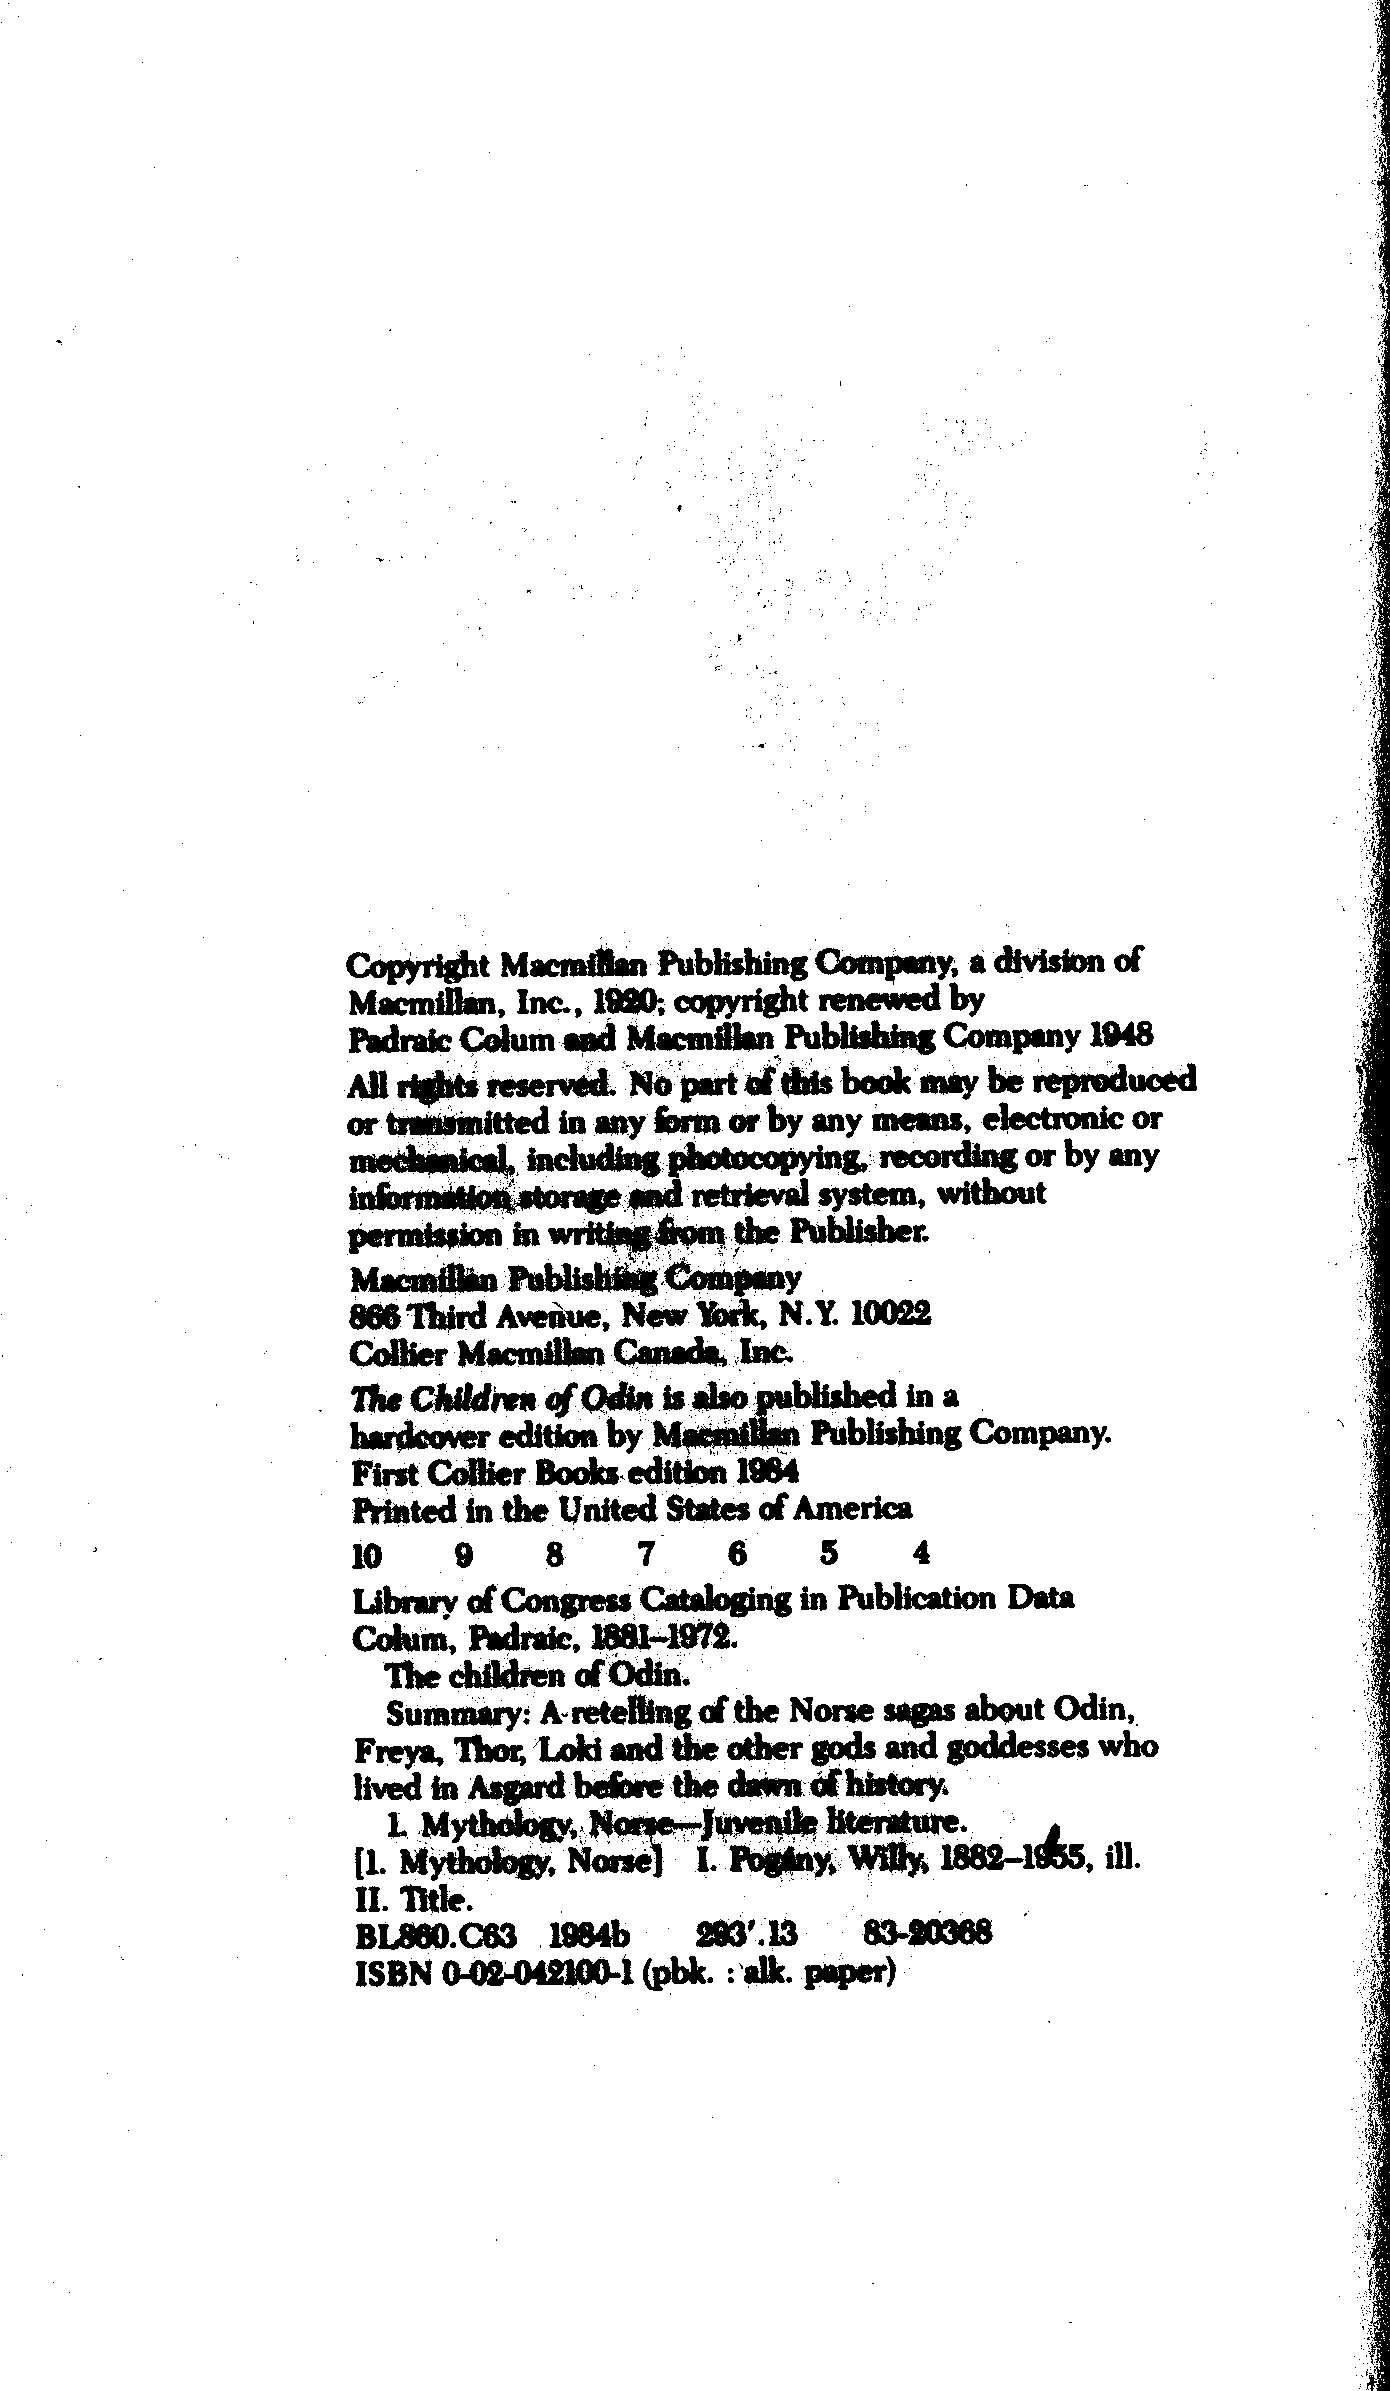 Copyright Macmillan Publishing Company, a division of
Macmillan, Inc., 1920; copyright renewed by
Padraic Colum and Macmillan Publishing Company 1948
All rights reserved. No part of this book may be reproduced
or transmitted in any form or by any means, electronic or
mechanical, including photocopying, recording or by any
information storage and retrieval system, without
permission in writing from the Publisher.
Macmillan Publishing Company
866 Third Avenue, New York, N.Y. 10022
Collier Macmillan Canada, Inc.
The Children of Odin is also published in a
hardcover edition by Macmillan Publishing Company.
First Collier Books edition 1984
Printed in the United States of America
10 9 8 7 6 5 4
Library of Congress Cataloging in Publication Data
Colum, Padraic, 1881–1972.
The children of Odin.
Summary: A retelling of the Norse sagas about Odin,
Freya, Thor, Loki and the other gods and goddesses who
lived in Asgard before the dawn of history.
1. Mythology, Norse—Juvenile literature.
[1. Mythology, Norse] I. Pogány, Willy, 1882–1955, ill.
II. Title.
BL860.C63 1984b 293'.13 83-20368
ISBN 0-02-042100-1 (pbk. : alk. paper)